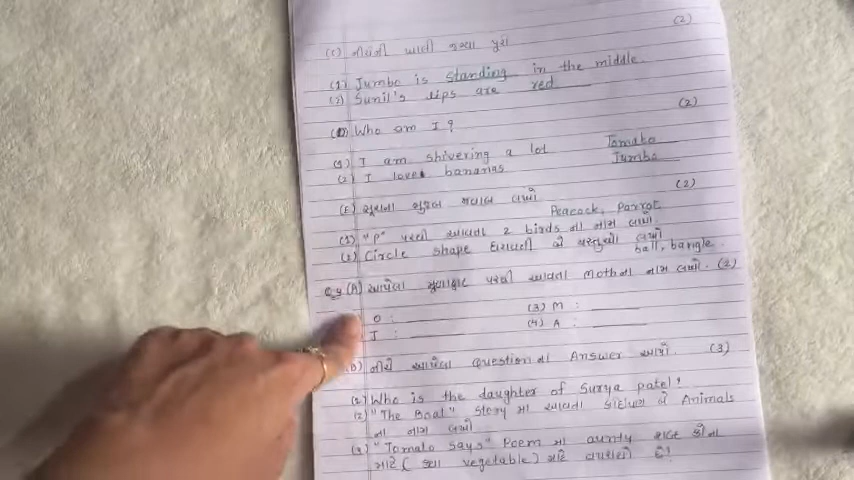 (2)
(C) નીચેની ખાલી જગ્યા પુરો
(1) Jumbo is standing in the middle.
(2) Sunil's lips are red
(2)
(D) Who am I ?
(1) I am shivering a lot Tomato
(2) I love bananas Jumbo
(E) સૂચના મુજબ જવાબ લખો (2)
Peacock, Parrot
(1) "P" પરથી આવતા 2 birds ના નામ લખો.
(2) Circle shape ધરાવતી બે વસ્તુઓ લખો
ball, bangle.
Q.4 (A) આપેલા મુળાક્ષર પરથી આવતા Mothના નામ લખો. (2)
O : (3) M :
J : (4) A :
(B) નીચે આપેલા Question ના Answer આપો. (3)
(1) Who is the daughter of Surya patel?
(2) "The Boat" Story માં આવતા કોઇપણ બે Animals
ના નામ લખો
(3) "Tomato Says" Poem માં aunty શબ્દ કોના
માટે ( કયા vegetable) માટે વપરાયો છે?